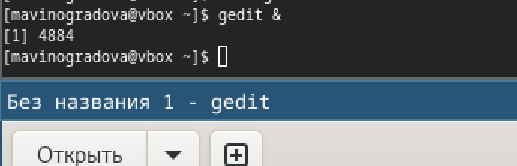 [mavinogradova@vbox ~]$ gedit &
[1] 4884
[mavinogradova@vbox ~]$
Без названия 1 - gedit
Открыть